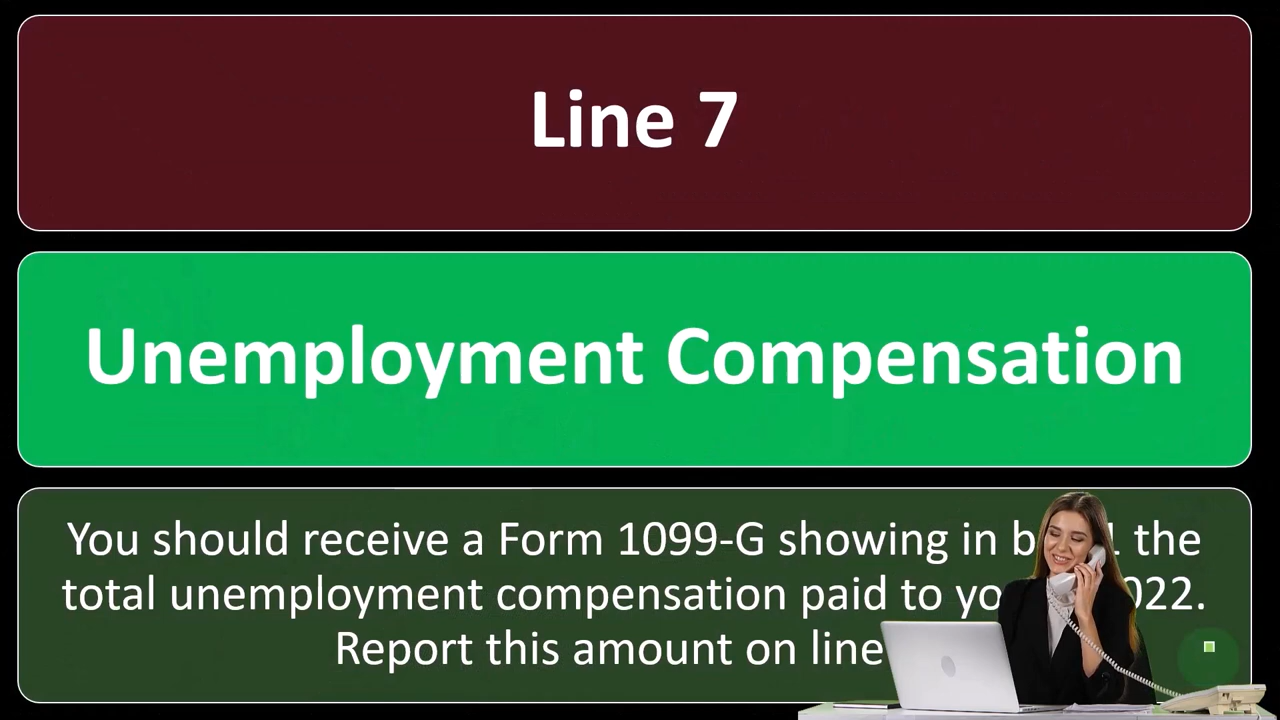 Line 7
Unemployment Compensation
You should receive a Form 1099-G showing in the
total unemployment compensation paid to
Report this amount on line